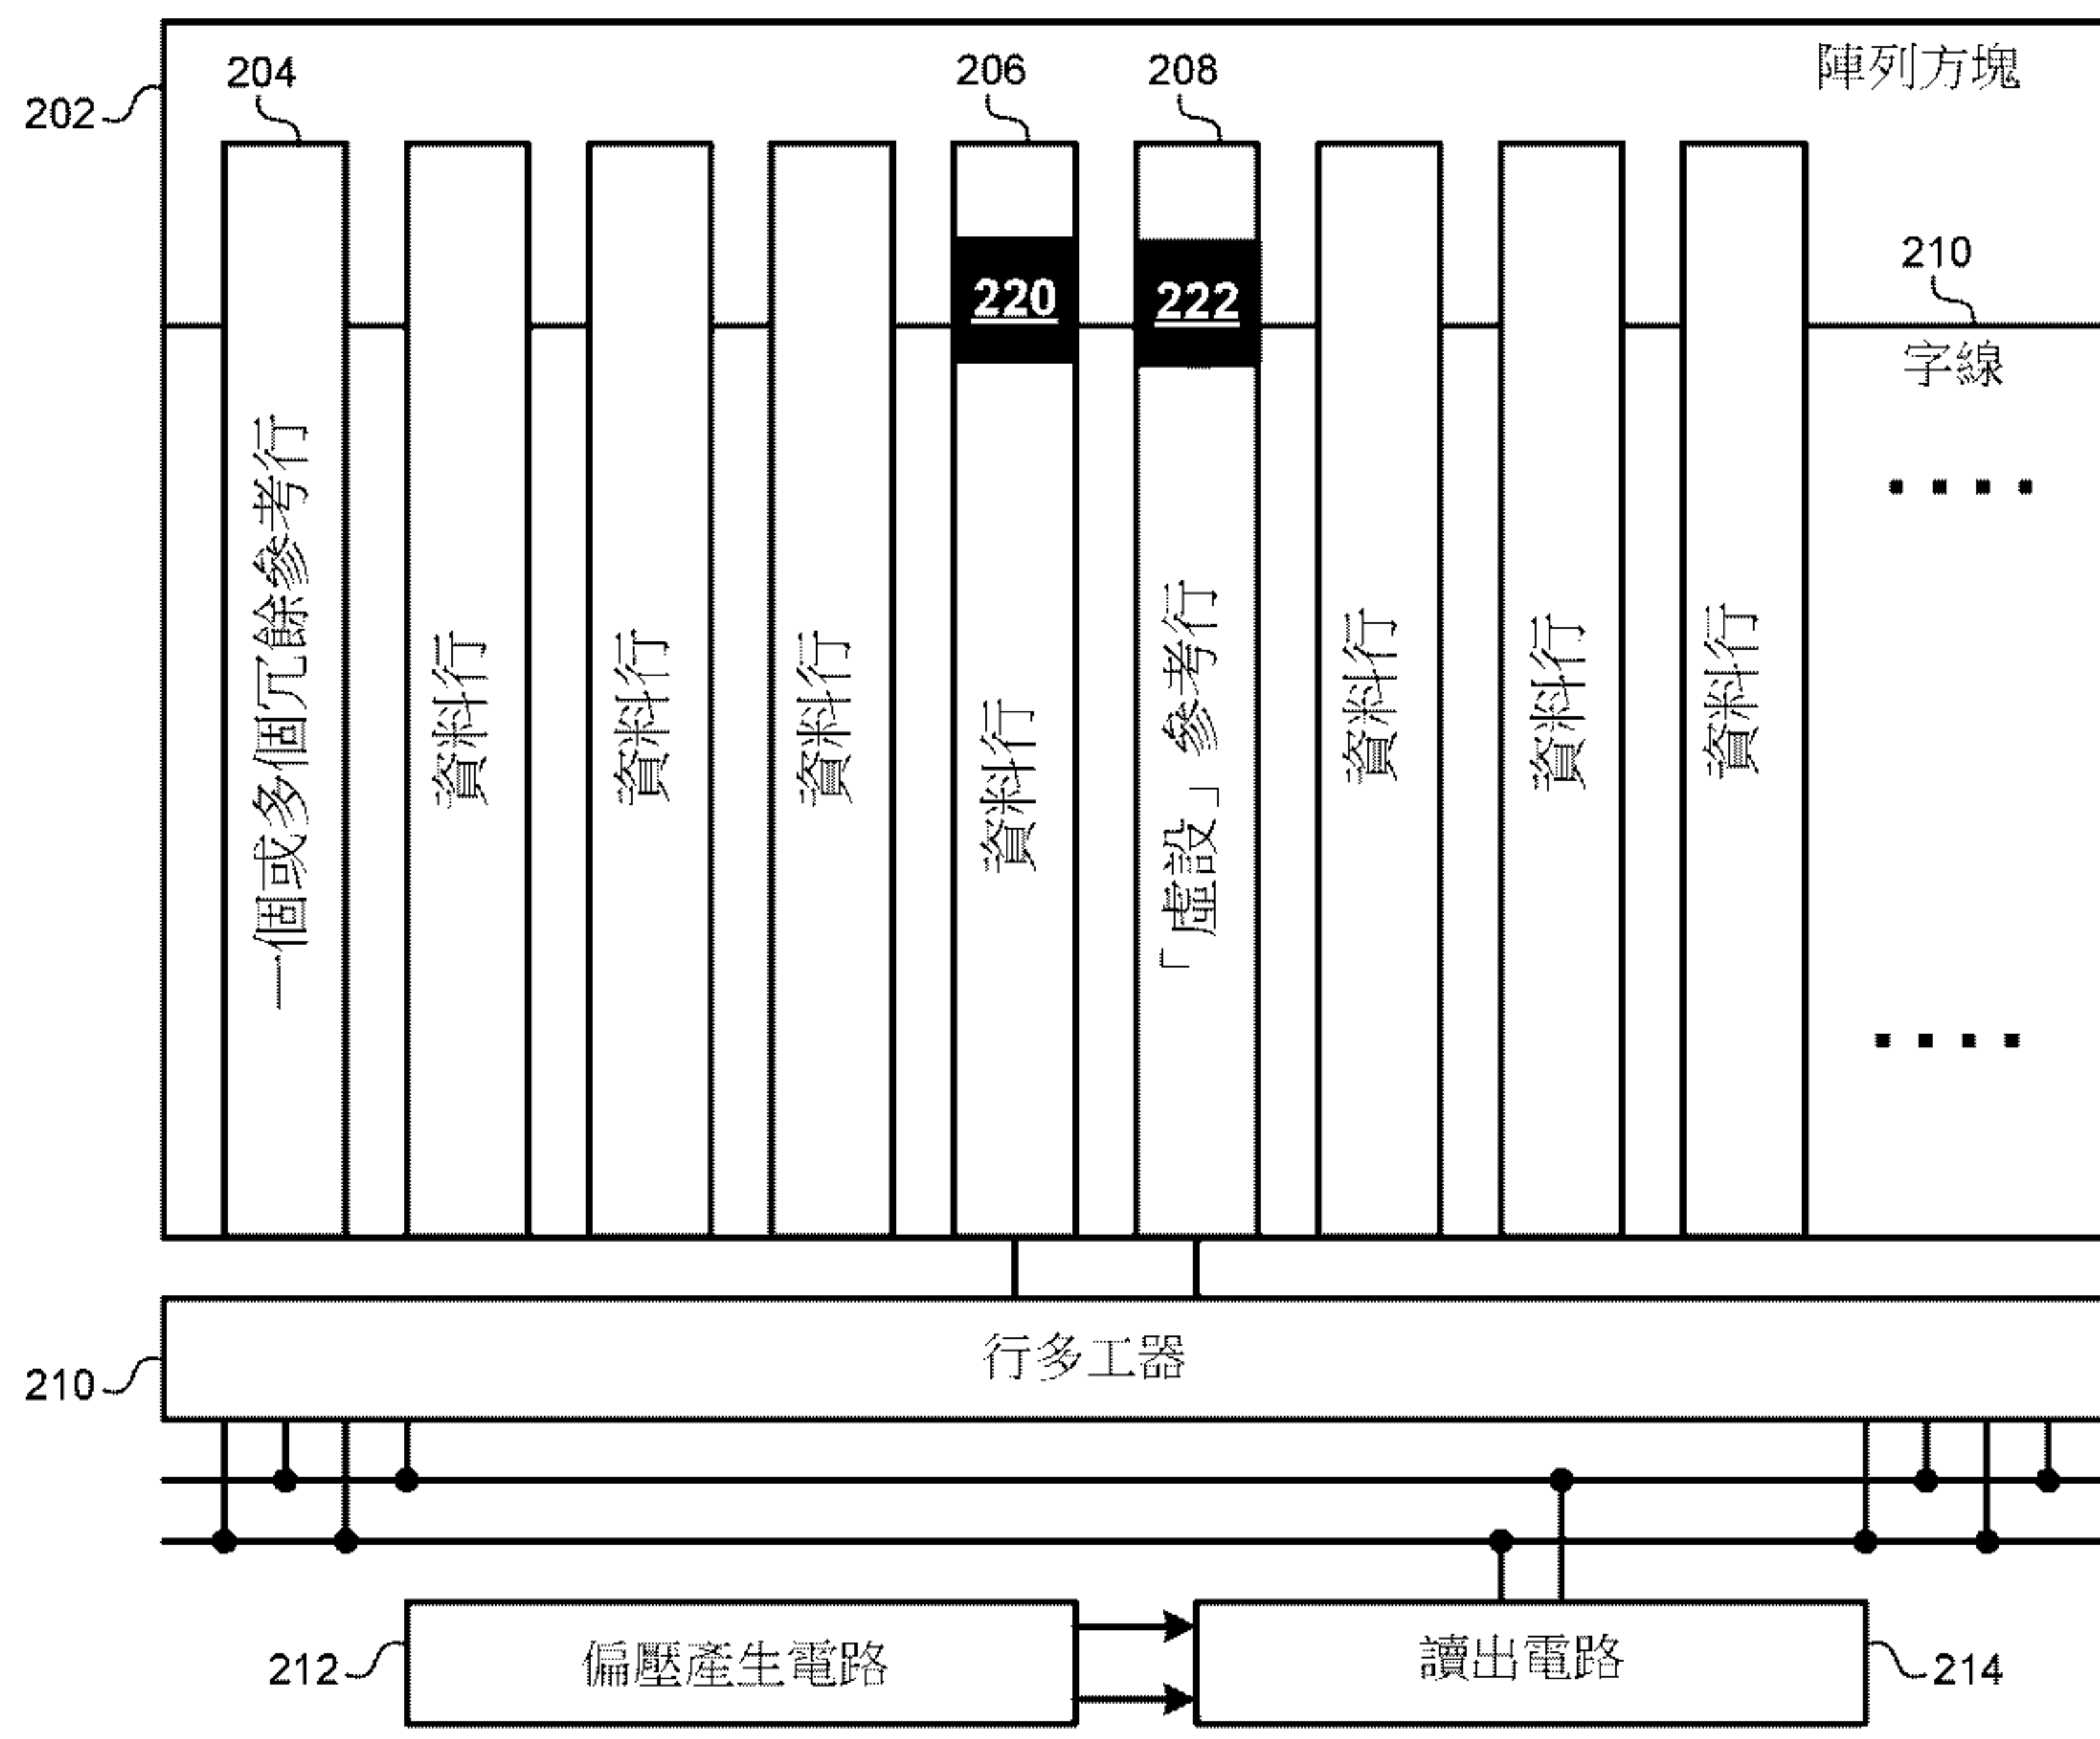 陣列方塊
202
204
206
208
210
字線
220
222
一個或多個冗餘參考行
資料行
資料行
資料行
資料行
「虛設」參考行
資料行
資料行
資料行
210
行多工器
212
偏壓產生電路
讀出電路
214